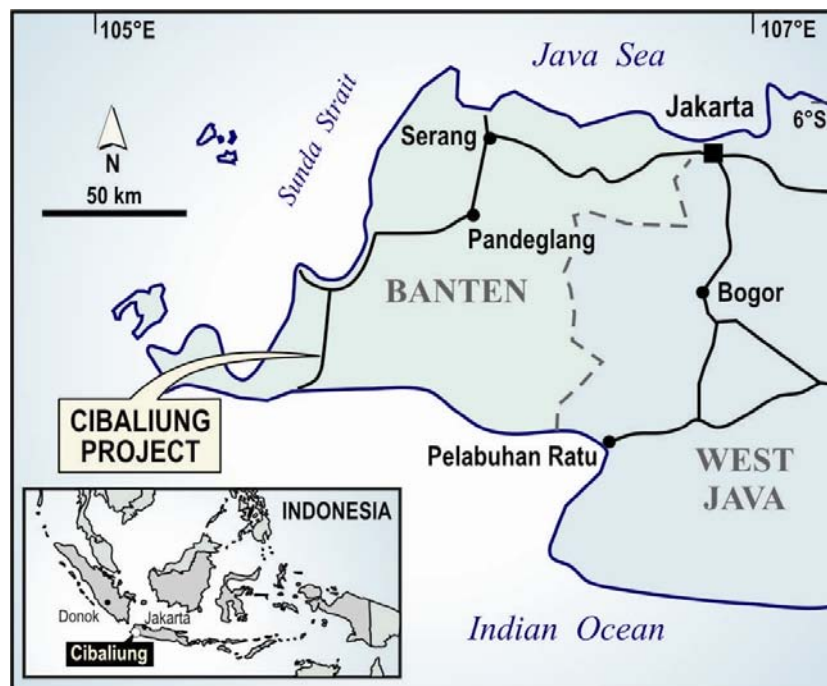 105°E
107°E
Java Sea
Jakarta
6°S
Serang
Sunda Strait
N
50 km
Pandeglang
BANTEN
Bogor
CIBALIUNG
PROJECT
Pelabuhan Ratu
WEST
JAVA
INDONESIA
Donok
Jakarta
Cibaliung
Indian Ocean